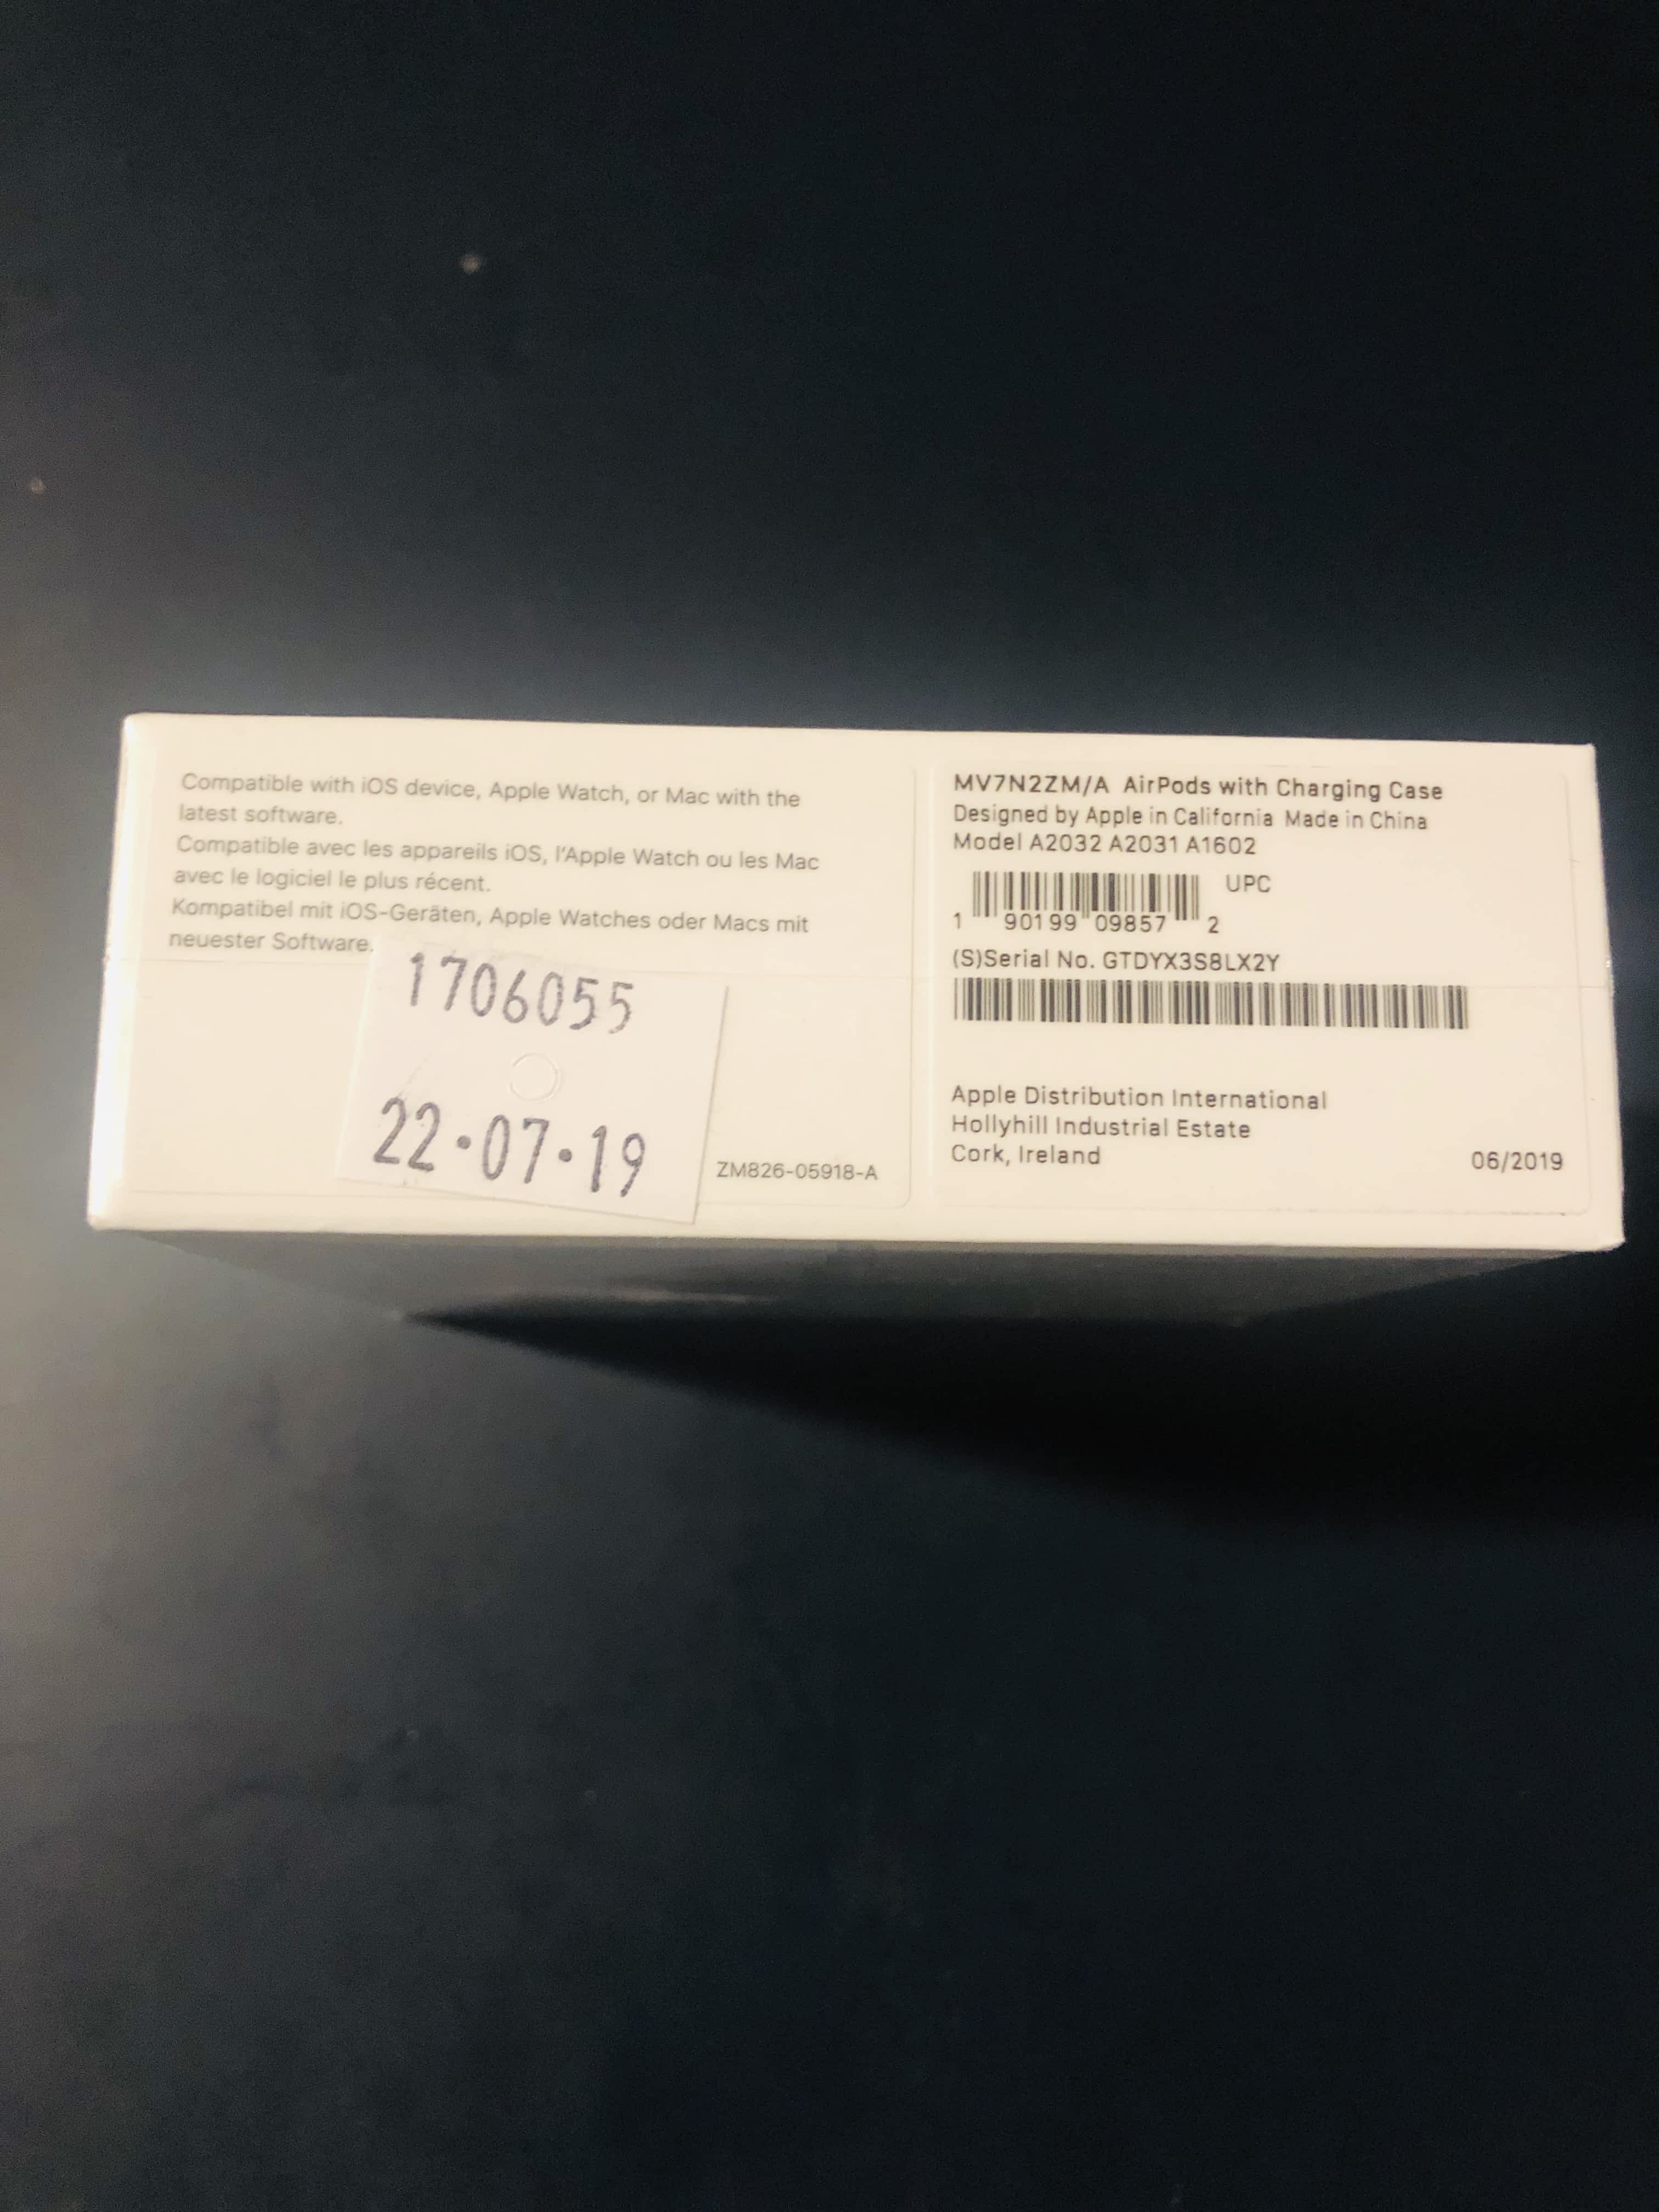 Compatible with iOS device, Apple Watch, or Mac with the
latest software.
Compatible avec les appareils iOS, l'Apple Watch ou les Mac
avec le logiciel le plus récent.
Kompatibel mit iOS-Geräten, Apple Watches oder Macs mit
neuester Software.
1706055
22·07·19
ZM826-05918-A
MV7N2ZM/A AirPods with Charging Case
Designed by Apple in California Made in China
Model A2032 A2031 A1602
UPC
1 90199 09857 2
(S)Serial No. GTDYX3S8LX2Y
Apple Distribution International
Hollyhill Industrial Estate
Cork, Ireland
06/2019